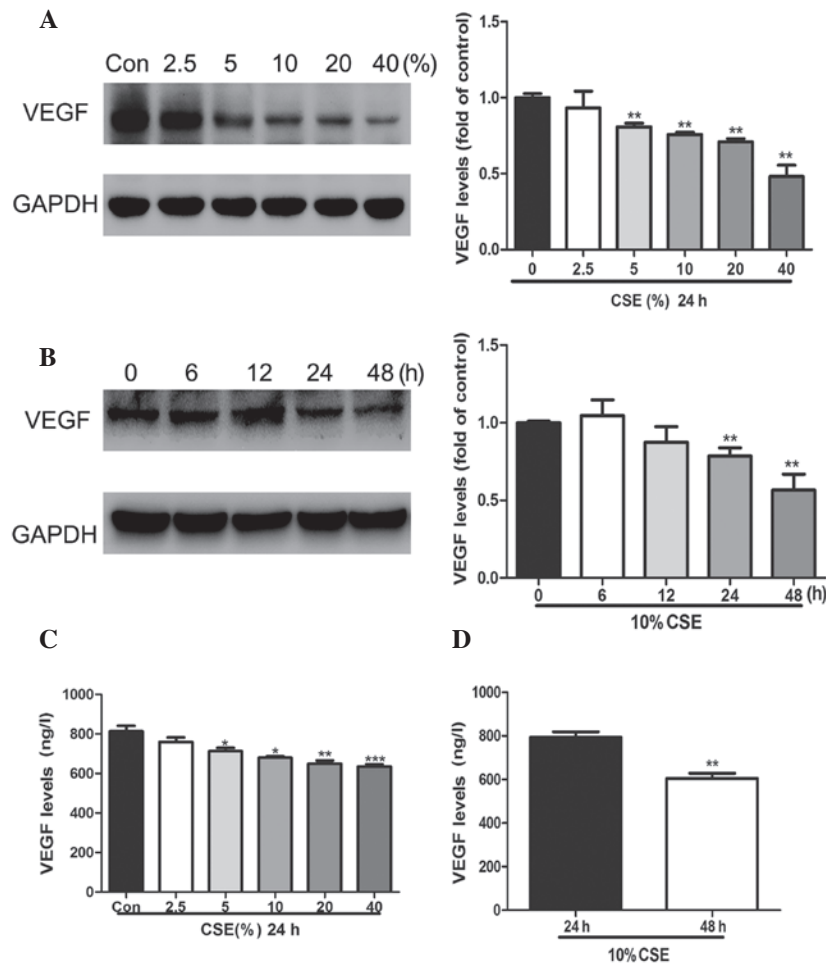 A
Con 2.5 5 10 20 40 (%)
VEGF
GAPDH
VEGF levels (fold of control)
1.5
1.0
0.5
0.0
** ** ** **
0 2.5 5 10 20 40
CSE (%) 24 h
B
0 6 12 24 48 (h)
VEGF
GAPDH
VEGF levels (fold of control)
1.5
1.0
0.5
0.0
** **
0 6 12 24 48 (h)
10% CSE
C
VEGF levels (ng/l)
1000
800
600
400
200
0
* * ** ***
Con 2.5 5 10 20 40
CSE(%) 24 h
D
VEGF levels (ng/l)
1000
800
600
400
200
0
**
24 h 48 h
10%CSE